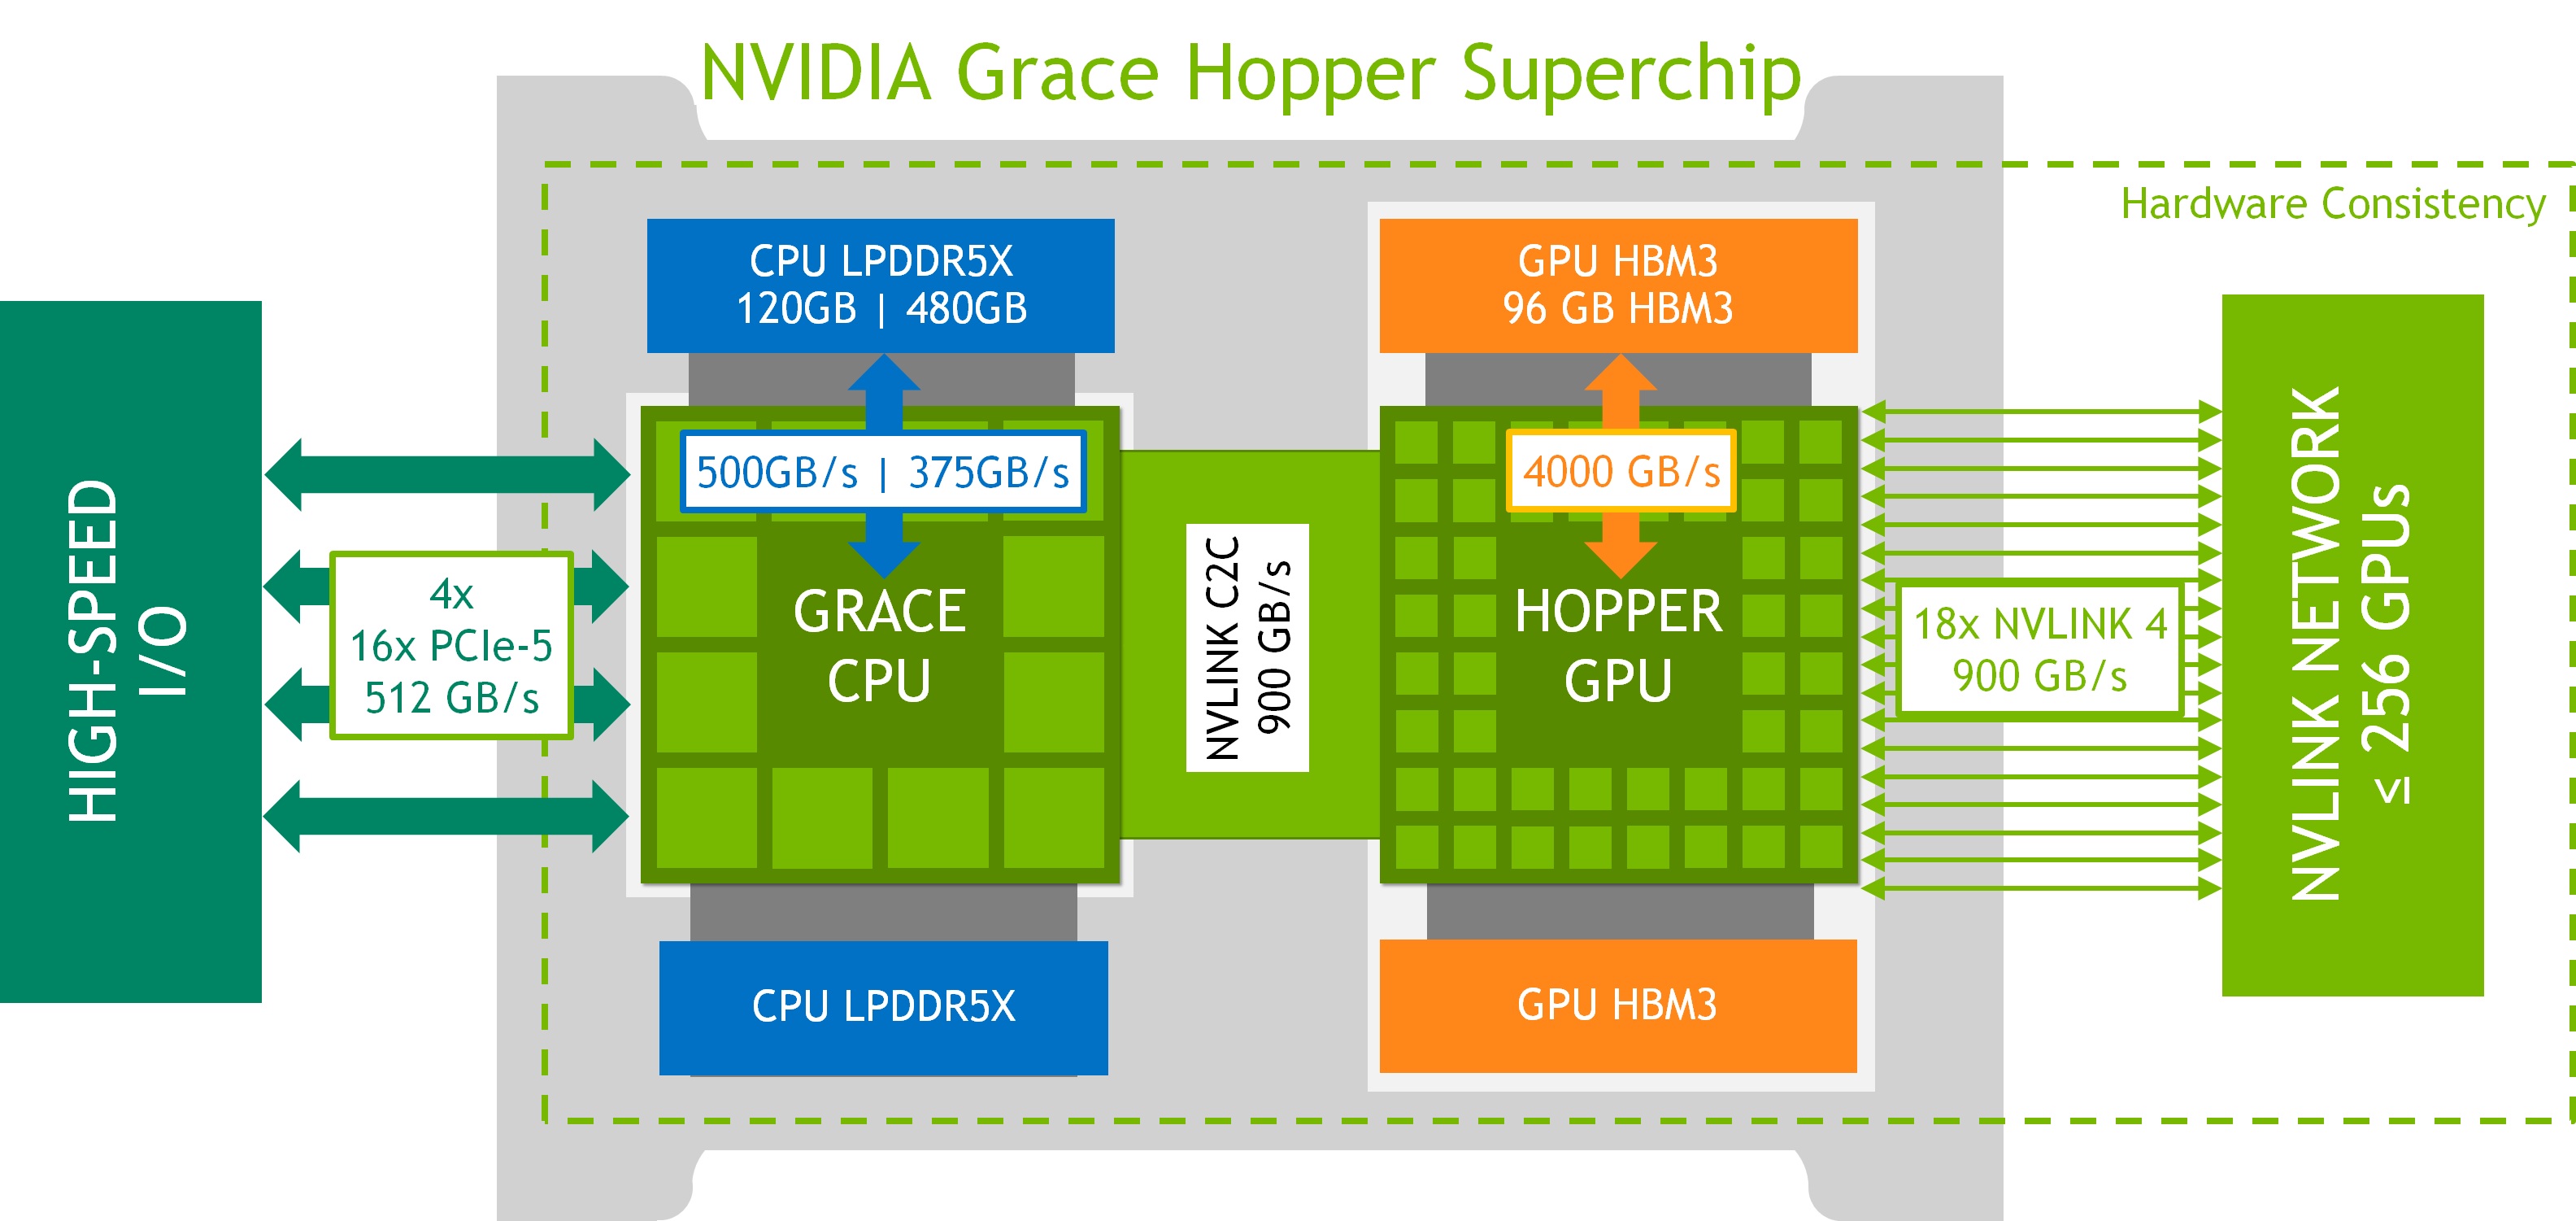 NVIDIA Grace Hopper Superchip
Hardware Consistency
HIGH-SPEED
I/O
4x
16x PCIe-5
512 GB/s
CPU LPDDR5X
120GB | 480GB
500GB/s | 375GB/s
GRACE
CPU
CPU LPDDR5X
NVLINK C2C
900 GB/s
GPU HBM3
96 GB HBM3
4000 GB/s
HOPPER
GPU
GPU HBM3
18x NVLINK 4
900 GB/s
NVLINK NETWORK
≤ 256 GPUs